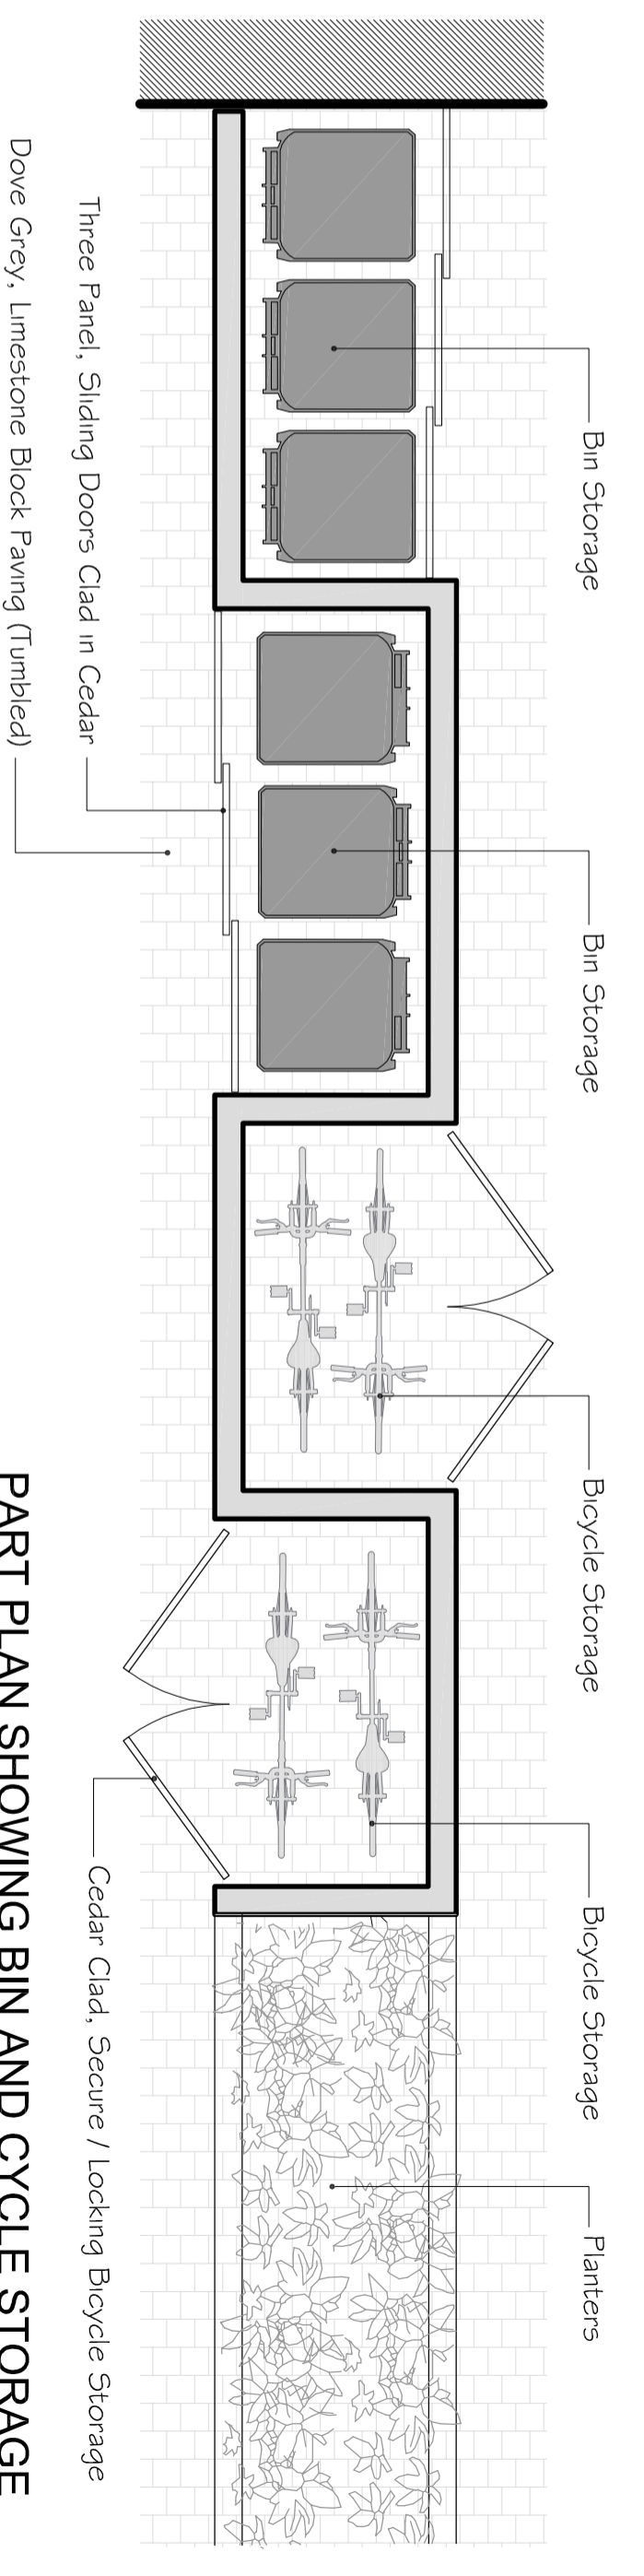 Bin Storage
Bin Storage
Bicycle Storage
Bicycle Storage
Planters
Three Panel, Sliding Doors Clad in Cedar
Cedar Clad, Secure / Locking Bicycle Storage
Dove Grey, Limestone Block Paving (Tumbled)
PART PLAN SHOWING BIN AND CYCLE STORAGE